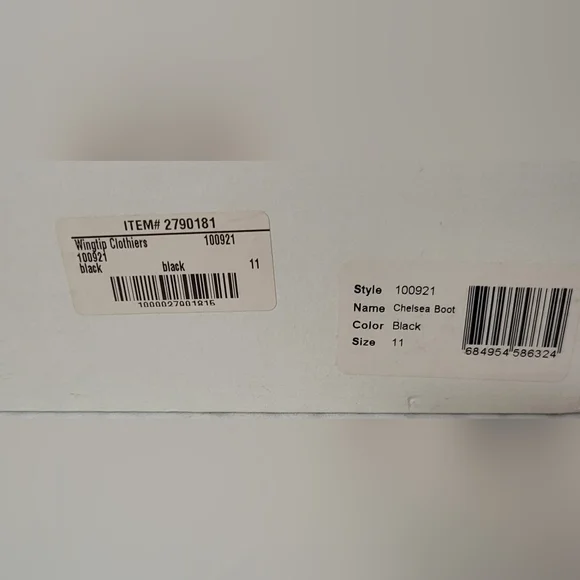 ITEM# 2790181
Wingtip Clothiers 100921
100921
black black 11
1000027901815
Style 100921
Name Chelsea Boot
Color Black
Size 11
684954 586324